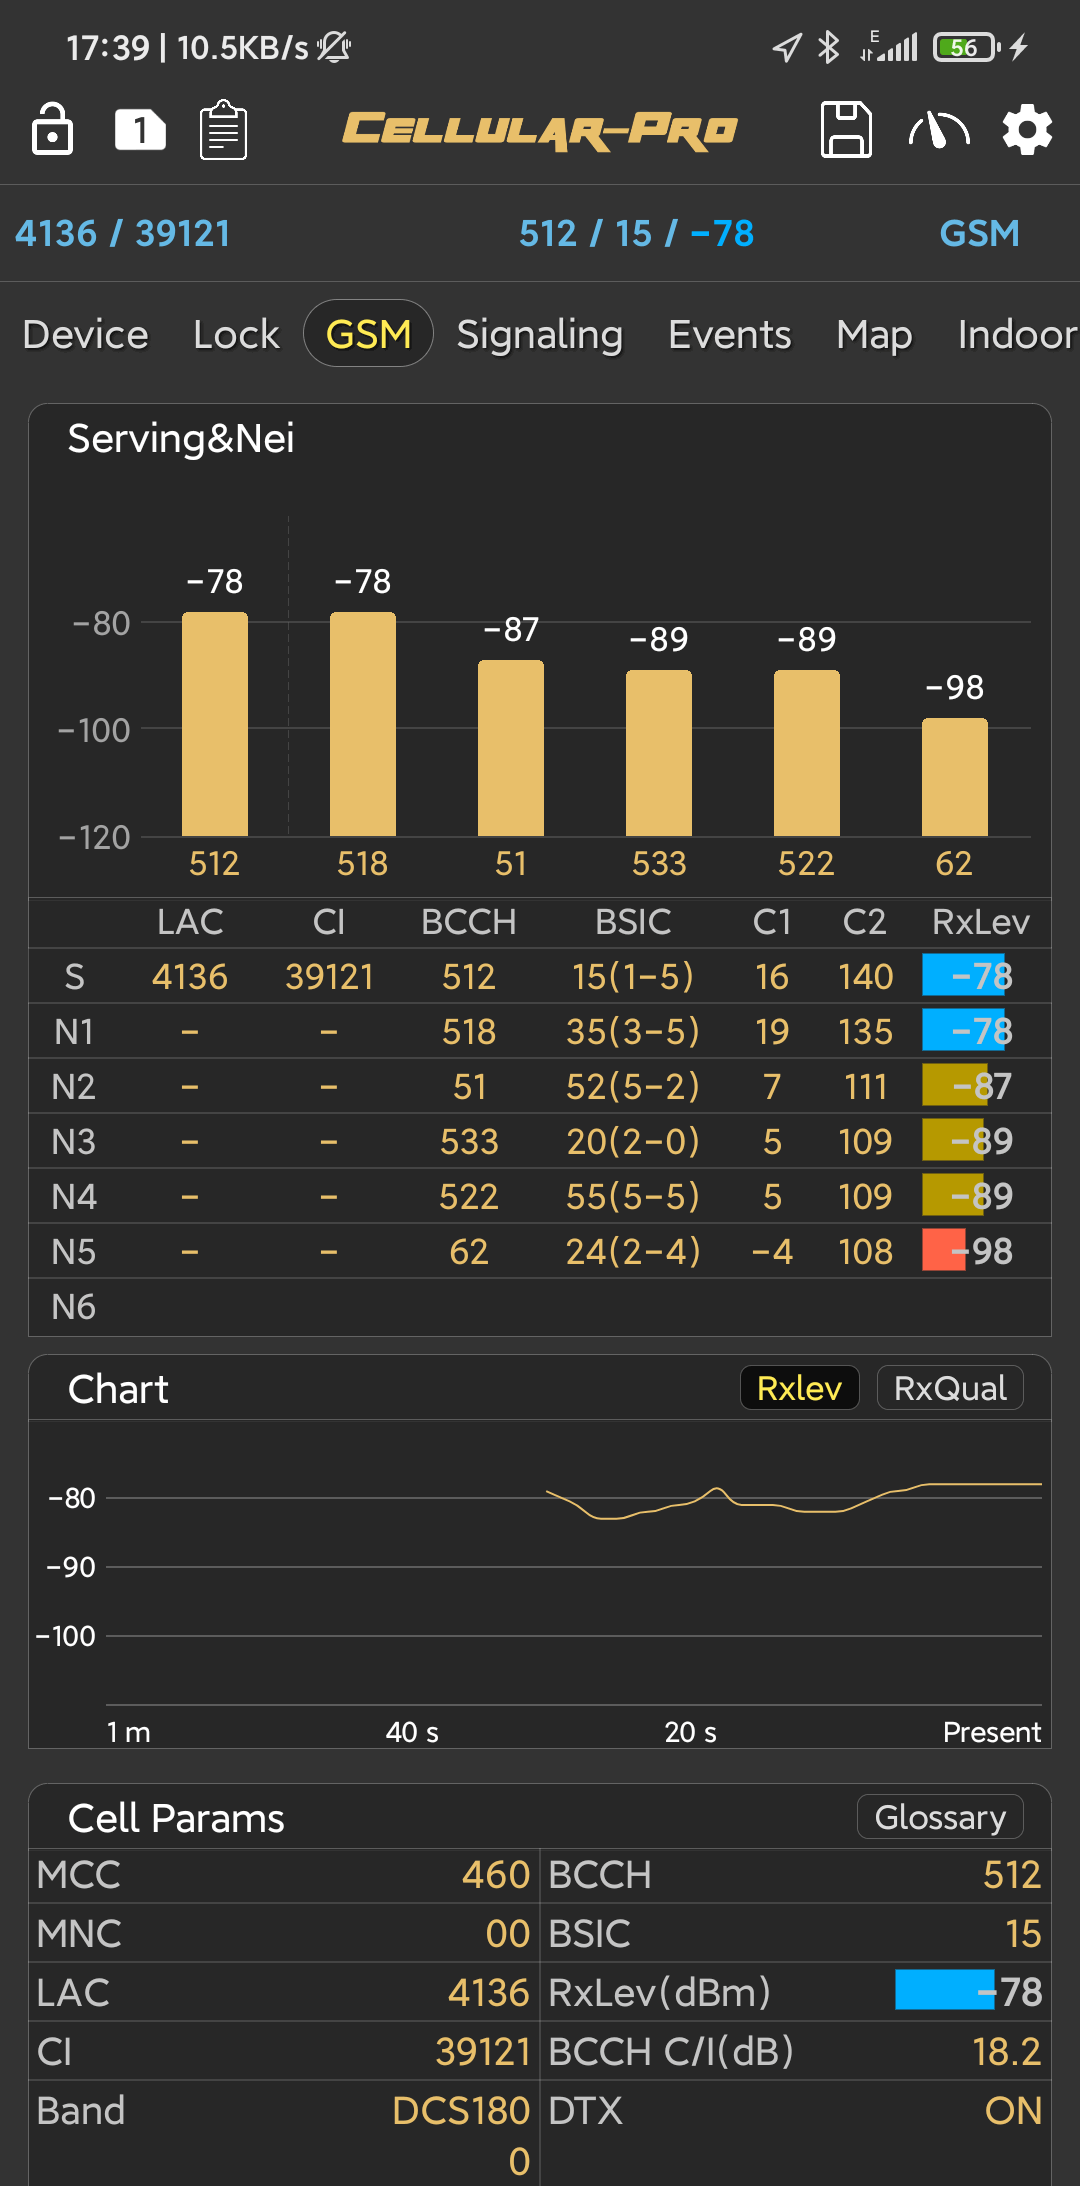 17:39 | 10.5KB/s E 56
1 CELLULAR-PRO
4136 / 39121 512 / 15 / -78 GSM
Device Lock GSM Signaling Events Map Indoor
Serving&Nei
-78 -78 -87 -89 -89 -98
-80
-100
-120
512 518 51 533 522 62
LAC CI BCCH BSIC C1 C2 RxLev
S 4136 39121 512 15(1-5) 16 140 -78
N1 - - 518 35(3-5) 19 135 -78
N2 - - 51 52(5-2) 7 111 -87
N3 - - 533 20(2-0) 5 109 -89
N4 - - 522 55(5-5) 5 109 -89
N5 - - 62 24(2-4) -4 108 -98
N6
Chart Rxlev RxQual
-80
-90
-100
1 m 40 s 20 s Present
Cell Params Glossary
MCC 460 BCCH 512
MNC 00 BSIC 15
LAC 4136 RxLev(dBm) -78
CI 39121 BCCH C/I(dB) 18.2
Band DCS180 DTX ON
0